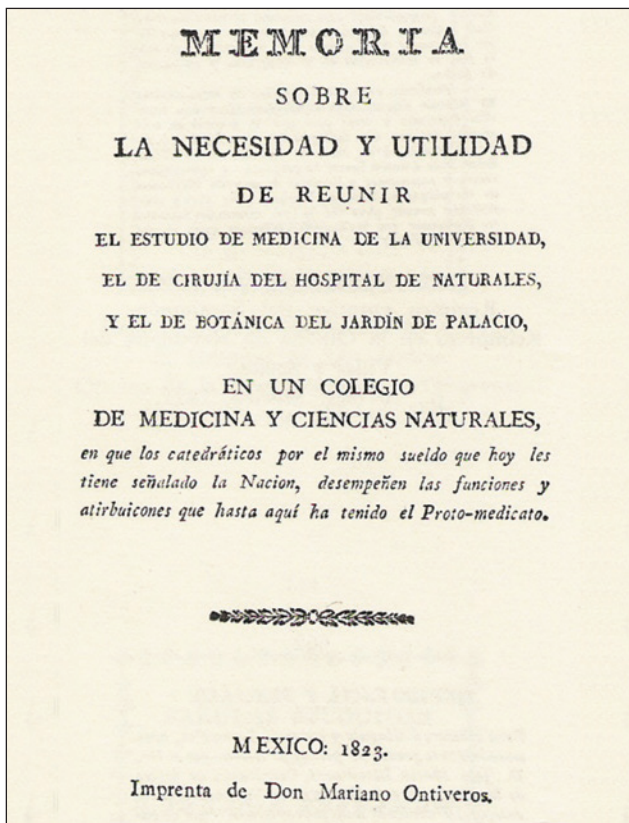 MEMORIA
SOBRE
LA NECESIDAD Y UTILIDAD
DE REUNIR
EL ESTUDIO DE MEDICINA DE LA UNIVERSIDAD,
EL DE CIRUJÍA DEL HOSPITAL DE NATURALES,
Y EL DE BOTÁNICA DEL JARDÍN DE PALACIO,
EN UN COLEGIO
DE MEDICINA Y CIENCIAS NATURALES,
en que los catedráticos por el mismo sueldo que hoy les
tiene señalado la Nacion, desempeñen las funciones y
atirbuicones que hasta aquí ha tenido el Proto-medicato.
MEXICO: 1823.
Imprenta de Don Mariano Ontiveros.